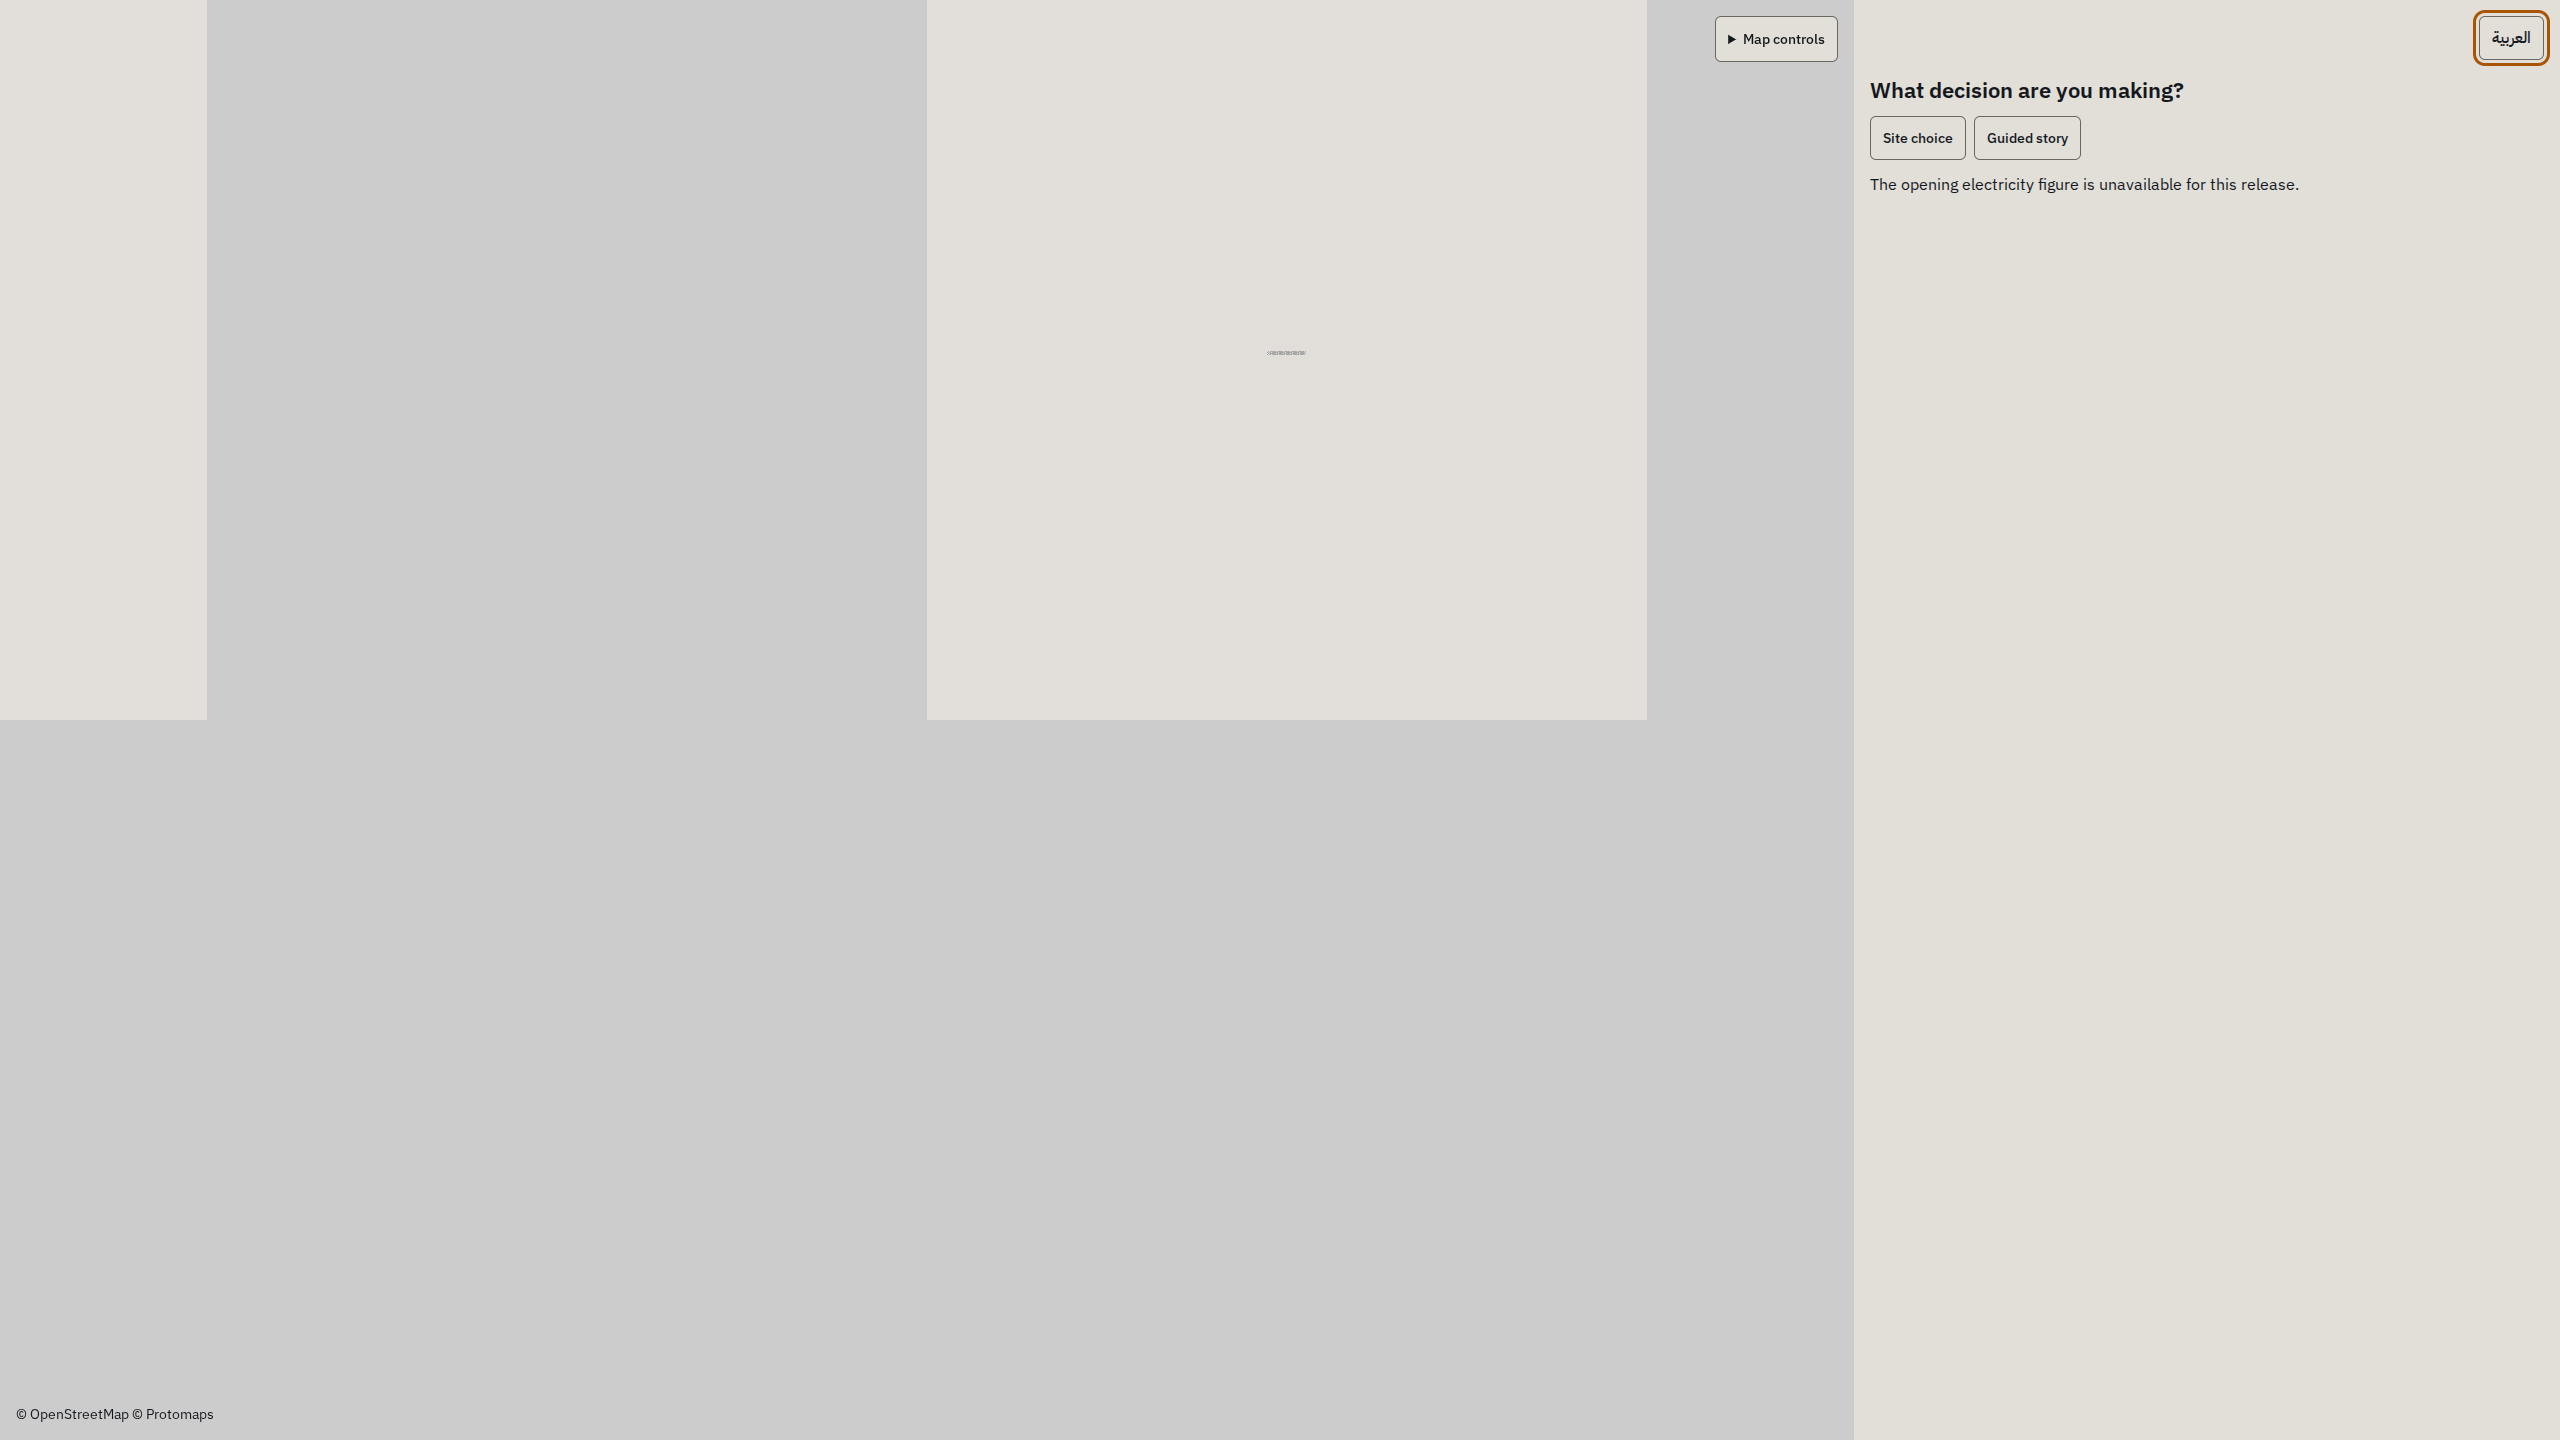 Map controls
العربية
What decision are you making?
Site choice
Guided story
The opening electricity figure is unavailable for this release.
© OpenStreetMap © Protomaps